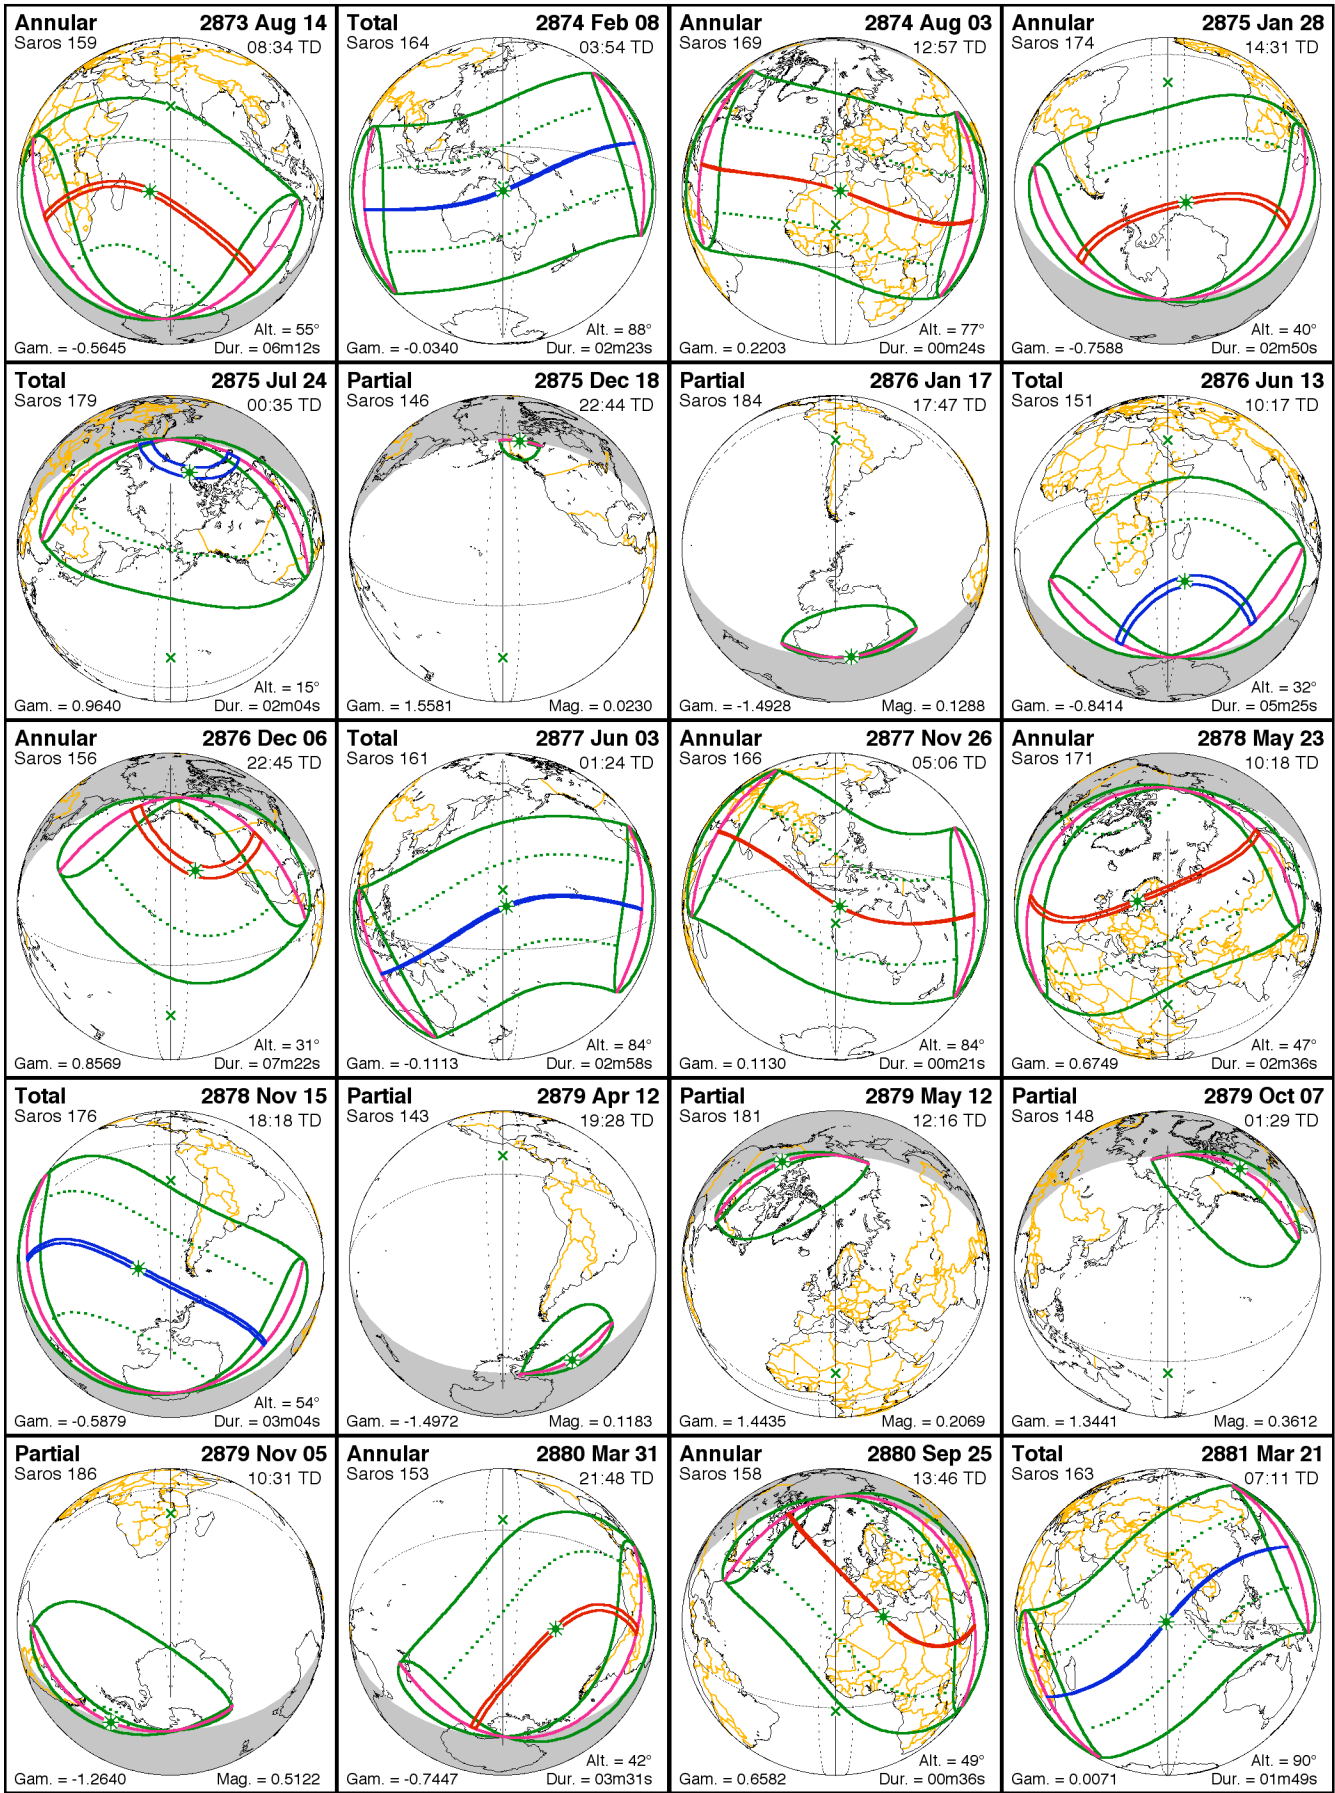 Annular 2873 Aug 14
Saros 159 08:34 TD
Alt. = 55°
Gam. = -0.5645 Dur. = 06m12s
Total 2874 Feb 08
Saros 164 03:54 TD
Alt. = 88°
Gam. = -0.0340 Dur. = 02m23s
Annular 2874 Aug 03
Saros 169 12:57 TD
Alt. = 77°
Gam. = 0.2203 Dur. = 00m24s
Annular 2875 Jan 28
Saros 174 14:31 TD
Alt. = 40°
Gam. = -0.7588 Dur. = 02m50s
Total 2875 Jul 24
Saros 179 00:35 TD
Alt. = 15°
Gam. = 0.9640 Dur. = 02m04s
Partial 2875 Dec 18
Saros 146 22:44 TD
Gam. = 1.5581 Mag. = 0.0230
Partial 2876 Jan 17
Saros 184 17:47 TD
Gam. = -1.4928 Mag. = 0.1288
Total 2876 Jun 13
Saros 151 10:17 TD
Alt. = 32°
Gam. = -0.8414 Dur. = 05m25s
Annular 2876 Dec 06
Saros 156 22:45 TD
Alt. = 31°
Gam. = 0.8569 Dur. = 07m22s
Total 2877 Jun 03
Saros 161 01:24 TD
Alt. = 84°
Gam. = -0.1113 Dur. = 02m58s
Annular 2877 Nov 26
Saros 166 05:06 TD
Alt. = 84°
Gam. = 0.1130 Dur. = 00m21s
Annular 2878 May 23
Saros 171 10:18 TD
Alt. = 47°
Gam. = 0.6749 Dur. = 02m36s
Total 2878 Nov 15
Saros 176 18:18 TD
Alt. = 54°
Gam. = -0.5879 Dur. = 03m04s
Partial 2879 Apr 12
Saros 143 19:28 TD
Gam. = -1.4972 Mag. = 0.1183
Partial 2879 May 12
Saros 181 12:16 TD
Gam. = 1.4435 Mag. = 0.2069
Partial 2879 Oct 07
Saros 148 01:29 TD
Gam. = 1.3441 Mag. = 0.3612
Partial 2879 Nov 05
Saros 186 10:31 TD
Gam. = -1.2640 Mag. = 0.5122
Annular 2880 Mar 31
Saros 153 21:48 TD
Alt. = 42°
Gam. = -0.7447 Dur. = 03m31s
Annular 2880 Sep 25
Saros 158 13:46 TD
Alt. = 49°
Gam. = 0.6582 Dur. = 00m36s
Total 2881 Mar 21
Saros 163 07:11 TD
Alt. = 90°
Gam. = 0.0071 Dur. = 01m49s